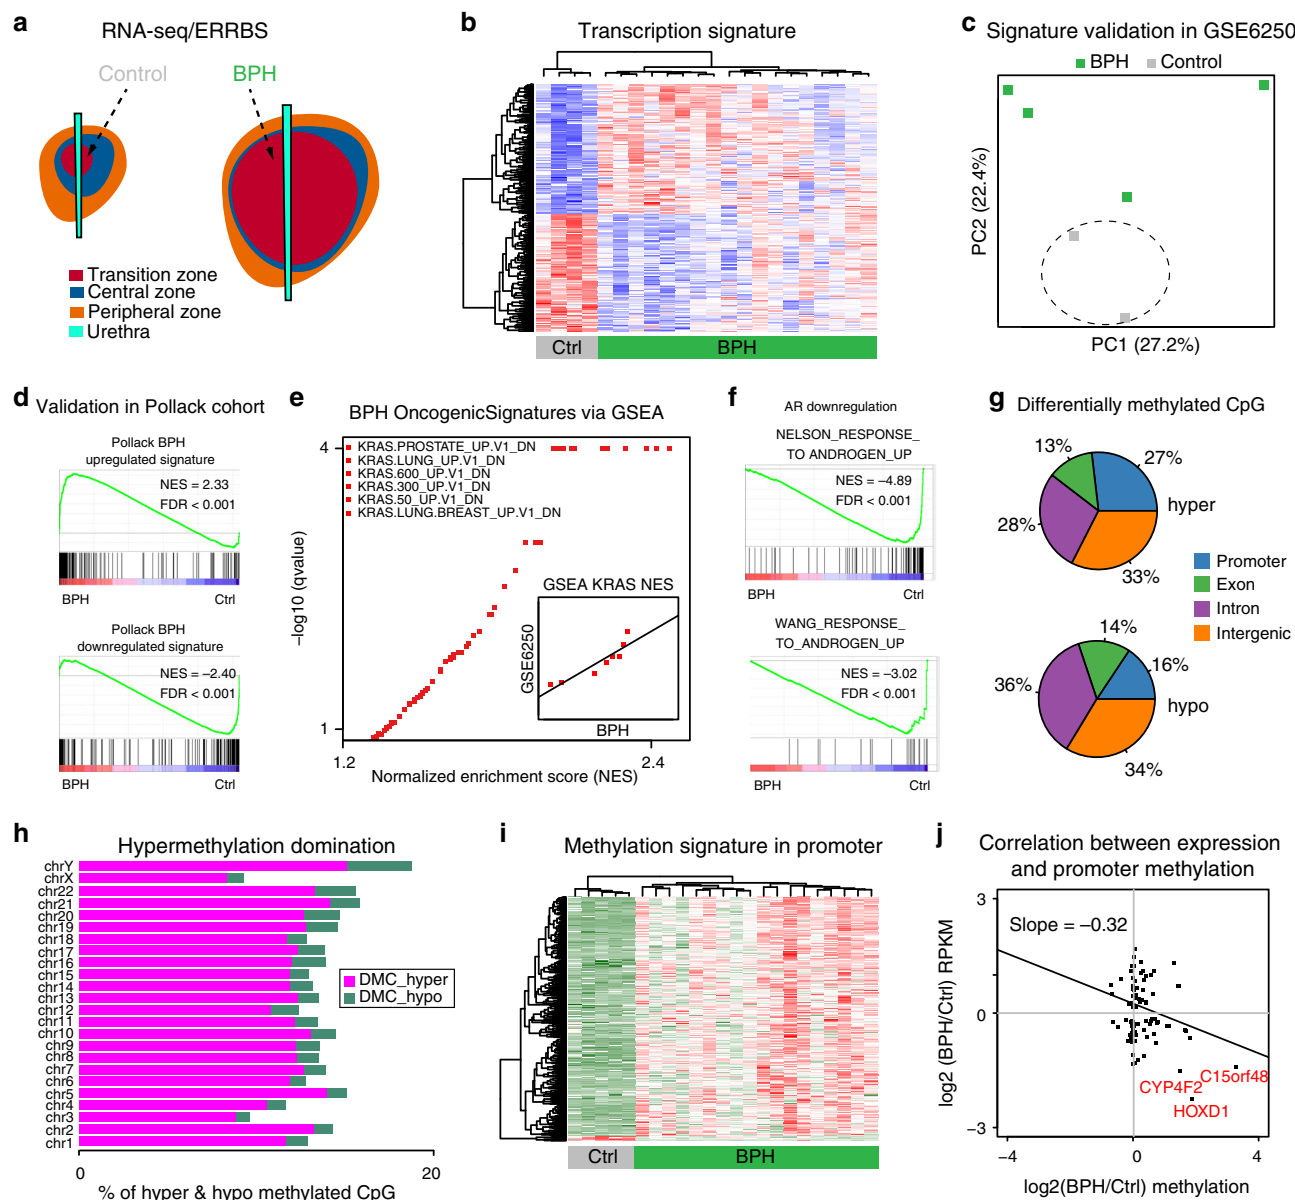 a
RNA-seq/ERRBS
Control
BPH
Transition zone
Central zone
Peripheral zone
Urethra
b
Transcription signature
Ctrl
BPH
c
Signature validation in GSE6250
BPH
Control
PC2 (22.4%)
PC1 (27.2%)
d
Validation in Pollack cohort
Pollack BPH
upregulated signature
NES = 2.33
FDR < 0.001
BPH
Ctrl
Pollack BPH
downregulated signature
NES = −2.40
FDR < 0.001
BPH
Ctrl
e
BPH OncogenicSignatures via GSEA
4
KRAS.PROSTATE_UP.V1_DN
KRAS.LUNG_UP.V1_DN
KRAS.600_UP.V1_DN
KRAS.300_UP.V1_DN
KRAS.50_UP.V1_DN
KRAS.LUNG.BREAST_UP.V1_DN
−log10 (qvalue)
GSEA KRAS NES
GSE6250
BPH
1
1.2
2.4
Normalized enrichment score (NES)
f
AR downregulation
NELSON_RESPONSE_
TO ANDROGEN_UP
NES = −4.89
FDR < 0.001
BPH
Ctrl
WANG_RESPONSE_
TO_ANDROGEN_UP
NES = −3.02
FDR < 0.001
BPH
Ctrl
g
Differentially methylated CpG
13%
27%
hyper
28%
33%
Promoter
Exon
Intron
Intergenic
14%
16%
36%
hypo
34%
h
Hypermethylation domination
chrY
chrX
chr22
chr21
chr20
chr19
chr18
chr17
chr16
chr15
chr14
chr13
chr12
chr11
chr10
chr9
chr8
chr7
chr6
chr5
chr4
chr3
chr2
chr1
DMC_hyper
DMC_hypo
0
20
% of hyper & hypo methylated CpG
i
Methylation signature in promoter
Ctrl
BPH
j
Correlation between expression
and promoter methylation
3
Slope = −0.32
log2 (BPH/Ctrl) RPKM
0
C15orf48
CYP4F2
HOXD1
−3
−4
0
4
log2(BPH/Ctrl) methylation